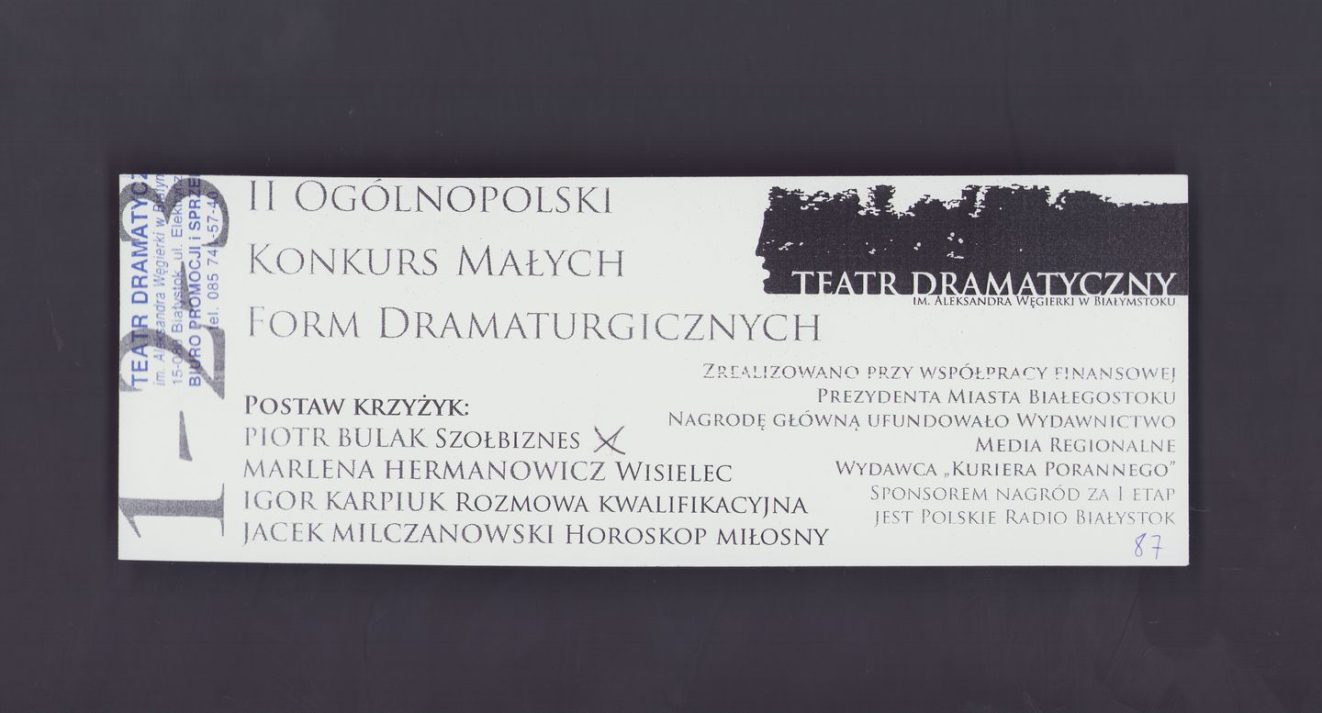 II Ogólnopolski
Konkurs Małych
Form Dramaturgicznych
TEATR DRAMATYCZNY
im. Aleksandra Węgierki w Białymstoku
Postaw krzyżyk:
PIOTR BULAK Szołbiznes X
MARLENA HERMANOWICZ Wisielec
IGOR KARPIUK Rozmowa kwalifikacyjna
JACEK MILCZANOWSKI Horoskop miłosny
Zrealizowano przy współpracy finansowej
Prezydenta Miasta Białegostoku
Nagrodę główną ufundowało Wydawnictwo
Media Regionalne
Wydawca „Kuriera Porannego”
Sponsorem nagród za I etap
jest Polskie Radio Białystok
87
1-23
TEATR DRAMATYCZ
im. Aleksandra Węgierki w
Białystok, ul.
BIURO PROMOCJI i SPRZE
tel. 085 74